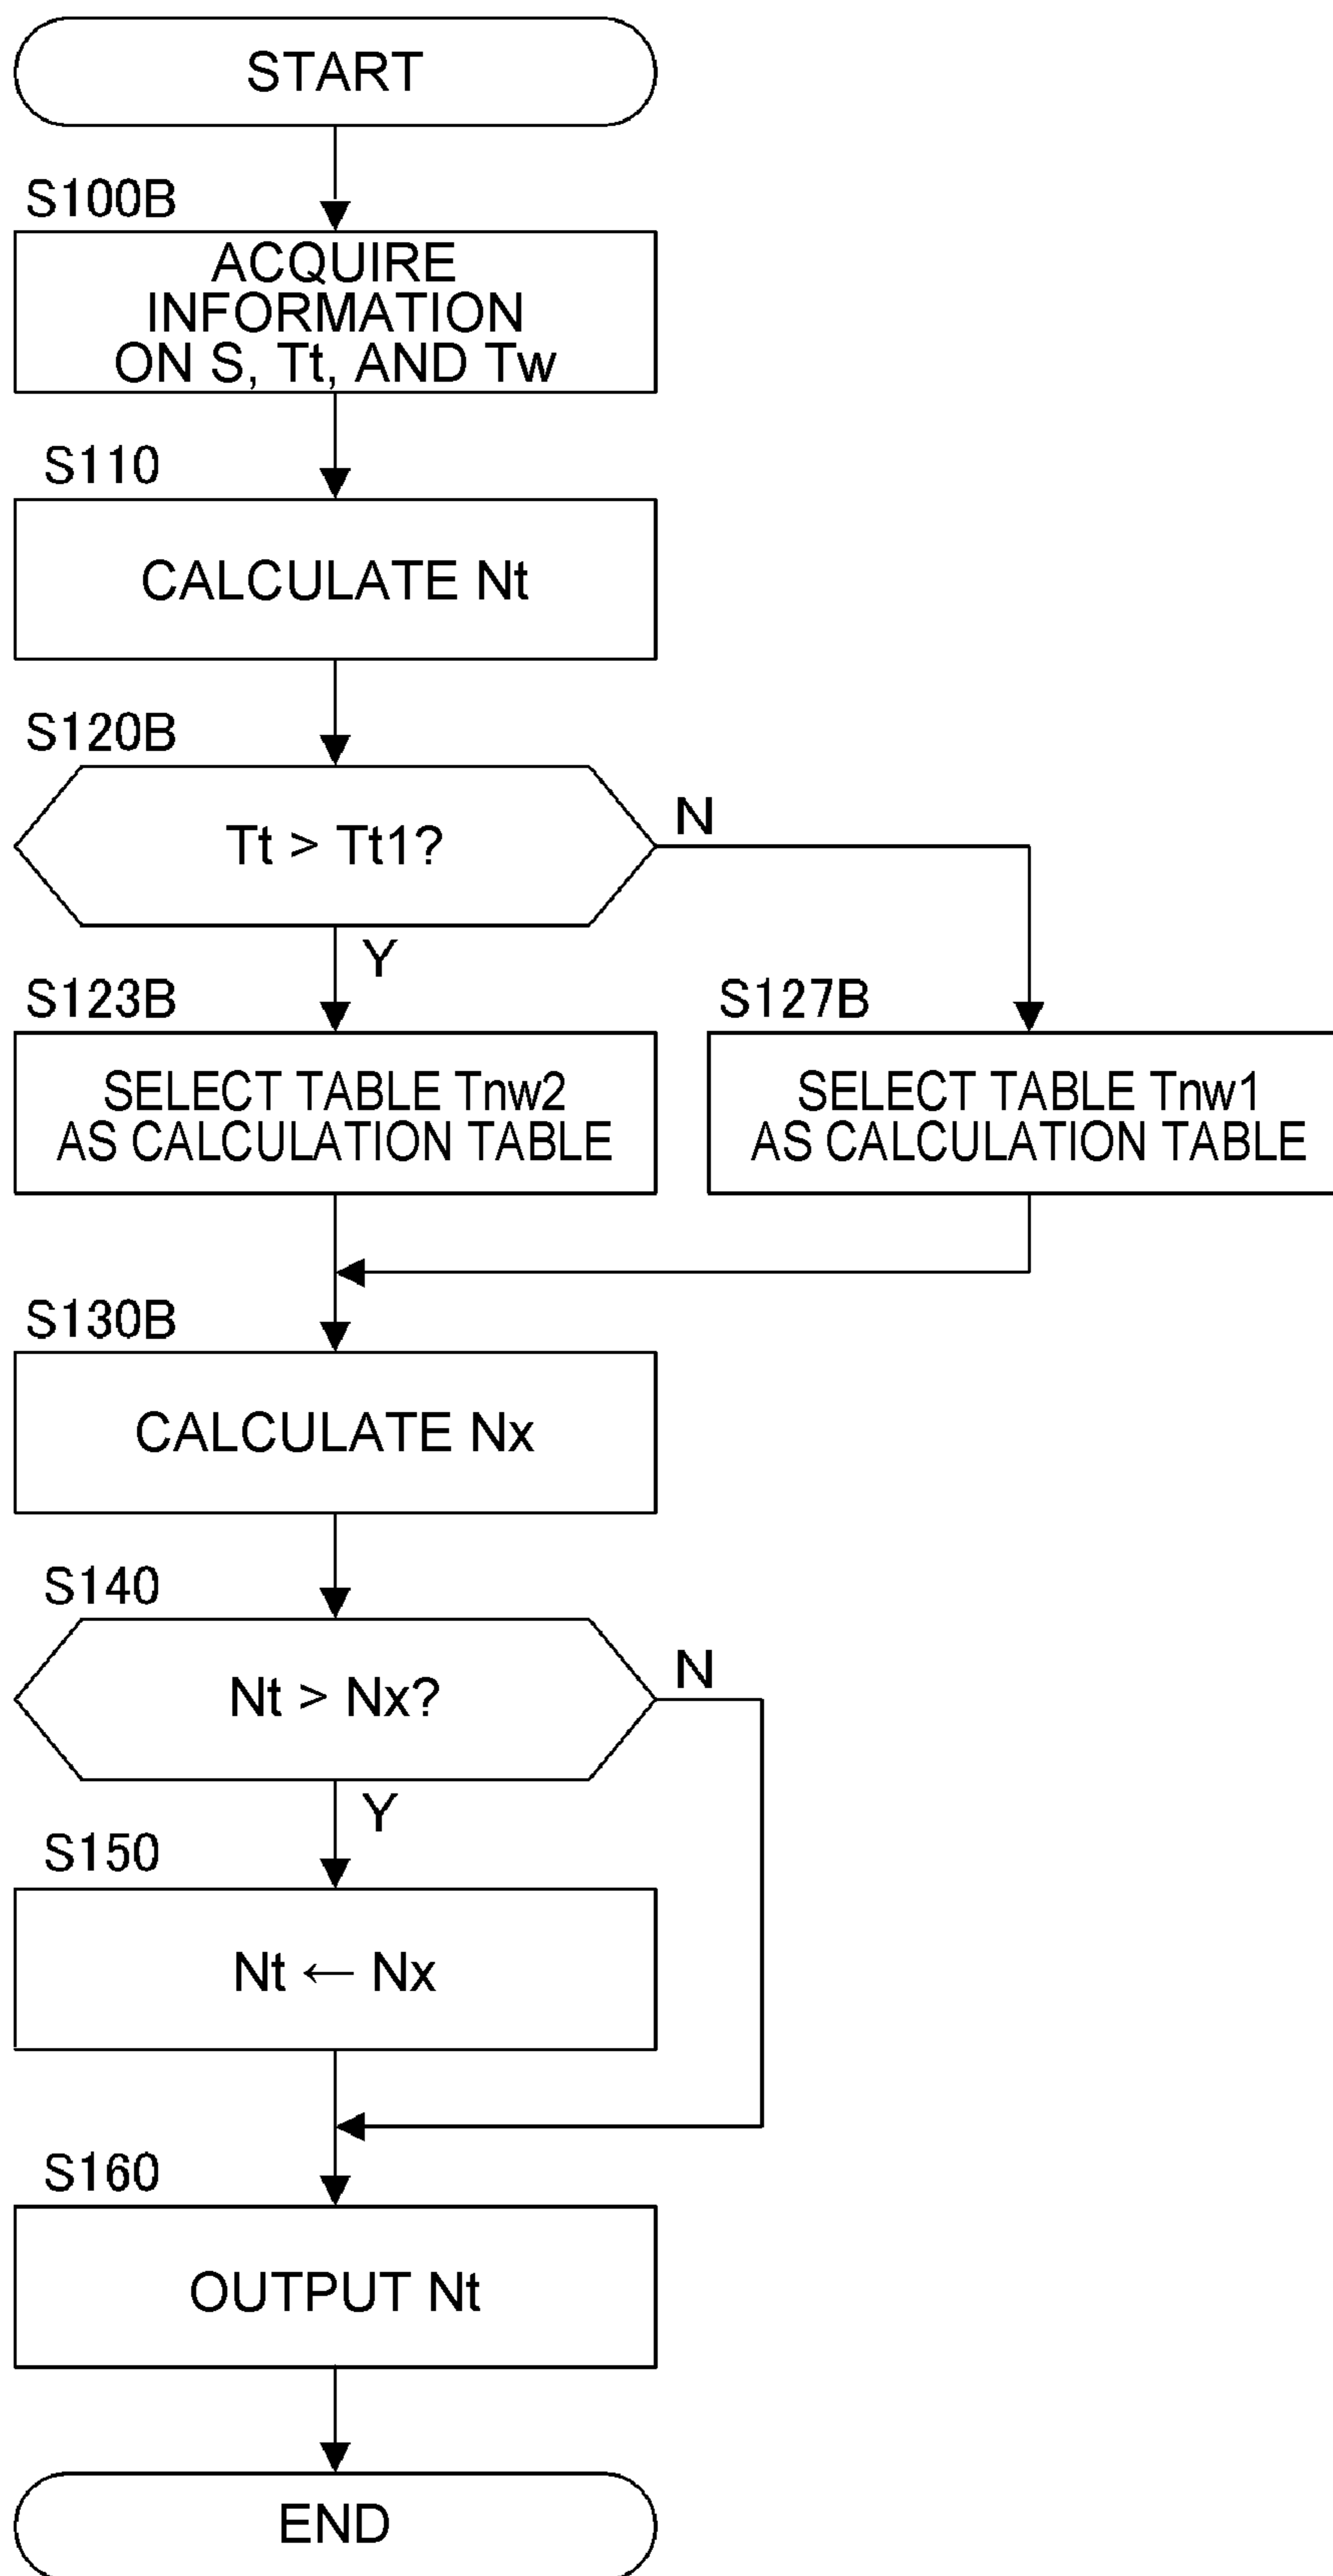 START
S100B
ACQUIRE
INFORMATION
ON S, Tt, AND Tw
S110
CALCULATE Nt
S120B
Tt > Tt1?
N
Y
S123B
SELECT TABLE Tnw2
AS CALCULATION TABLE
S127B
SELECT TABLE Tnw1
AS CALCULATION TABLE
S130B
CALCULATE Nx
S140
Nt > Nx?
N
Y
S150
Nt ← Nx
S160
OUTPUT Nt
END